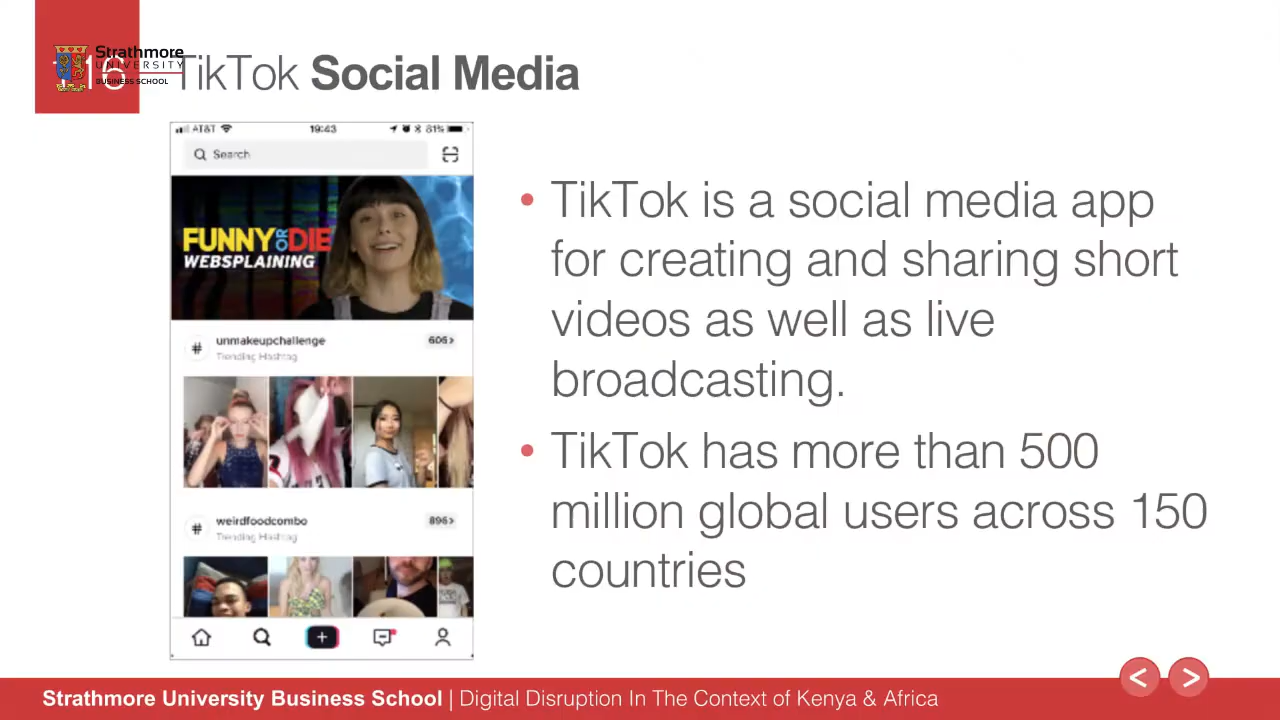 Strathmore
UNIVERSITY
BUSINESS SCHOOL
116
TikTok Social Media
AT&T 19:43 81%
Search
FUNNY OR DIE
WEBSPLAINING
# unmakeupchallenge 606>
Trending Hashtag
# weirdfoodcombo 896>
Trending Hashtag
• TikTok is a social media app
for creating and sharing short
videos as well as live
broadcasting.
• TikTok has more than 500
million global users across 150
countries
< >
Strathmore University Business School | Digital Disruption In The Context of Kenya & Africa